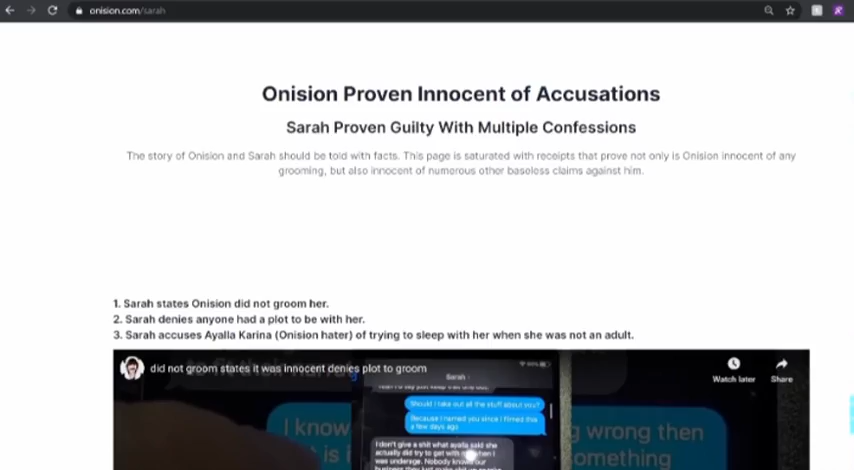 onision.com/sarah
Onision Proven Innocent of Accusations
Sarah Proven Guilty With Multiple Confessions
The story of Onision and Sarah should be told with facts. This page is saturated with receipts that prove not only is Onision innocent of any
grooming, but also innocent of numerous other baseless claims against him.
1. Sarah states Onision did not groom her.
2. Sarah denies anyone had a plot to be with her.
3. Sarah accuses Ayalla Karina (Onision hater) of trying to sleep with her when she was not an adult.
did not groom states it was innocent denies plot to groom
Watch later
Share
Sarah
Should I take out all the stuff about you?
Because I named you since I filmed this
a few days ago
I know
g wrong then
I don't give a shit what ayalla said she
actually did try to get with me when I
was underage. Nobody knows our
omething